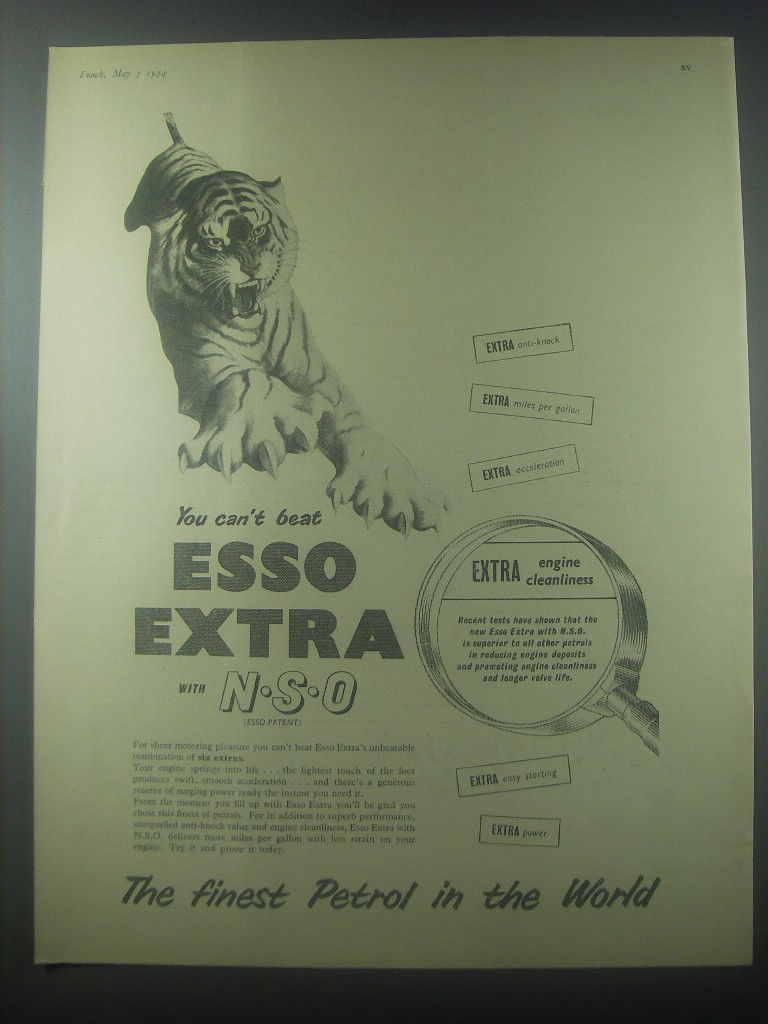 Punch, May 5 1954
xv
EXTRA anti-knock
EXTRA miles per gallon
EXTRA acceleration
You can't beat
ESSO
EXTRA
WITH N·S·O
(ESSO PATENT)
EXTRA engine cleanliness
Recent tests have shown that the
new Esso Extra with N.S.O.
is superior to all other petrols
in reducing engine deposits
and promoting engine cleanliness
and longer valve life.
For sheer motoring pleasure you can't beat Esso Extra's unbeatable
combination of six extras.
Your engine springs into life . . . the lightest touch of the foot
produces swift, smooth acceleration . . . and there's a generous
reserve of surging power ready the instant you need it.
From the moment you fill up with Esso Extra you'll be glad you
chose this finest of petrols. For in addition to superb performance,
unequalled anti-knock value and engine cleanliness, Esso Extra with
N.S.O. delivers more miles per gallon with less strain on your
engine. Try it and prove it today.
EXTRA easy starting
EXTRA power
The finest Petrol in the World